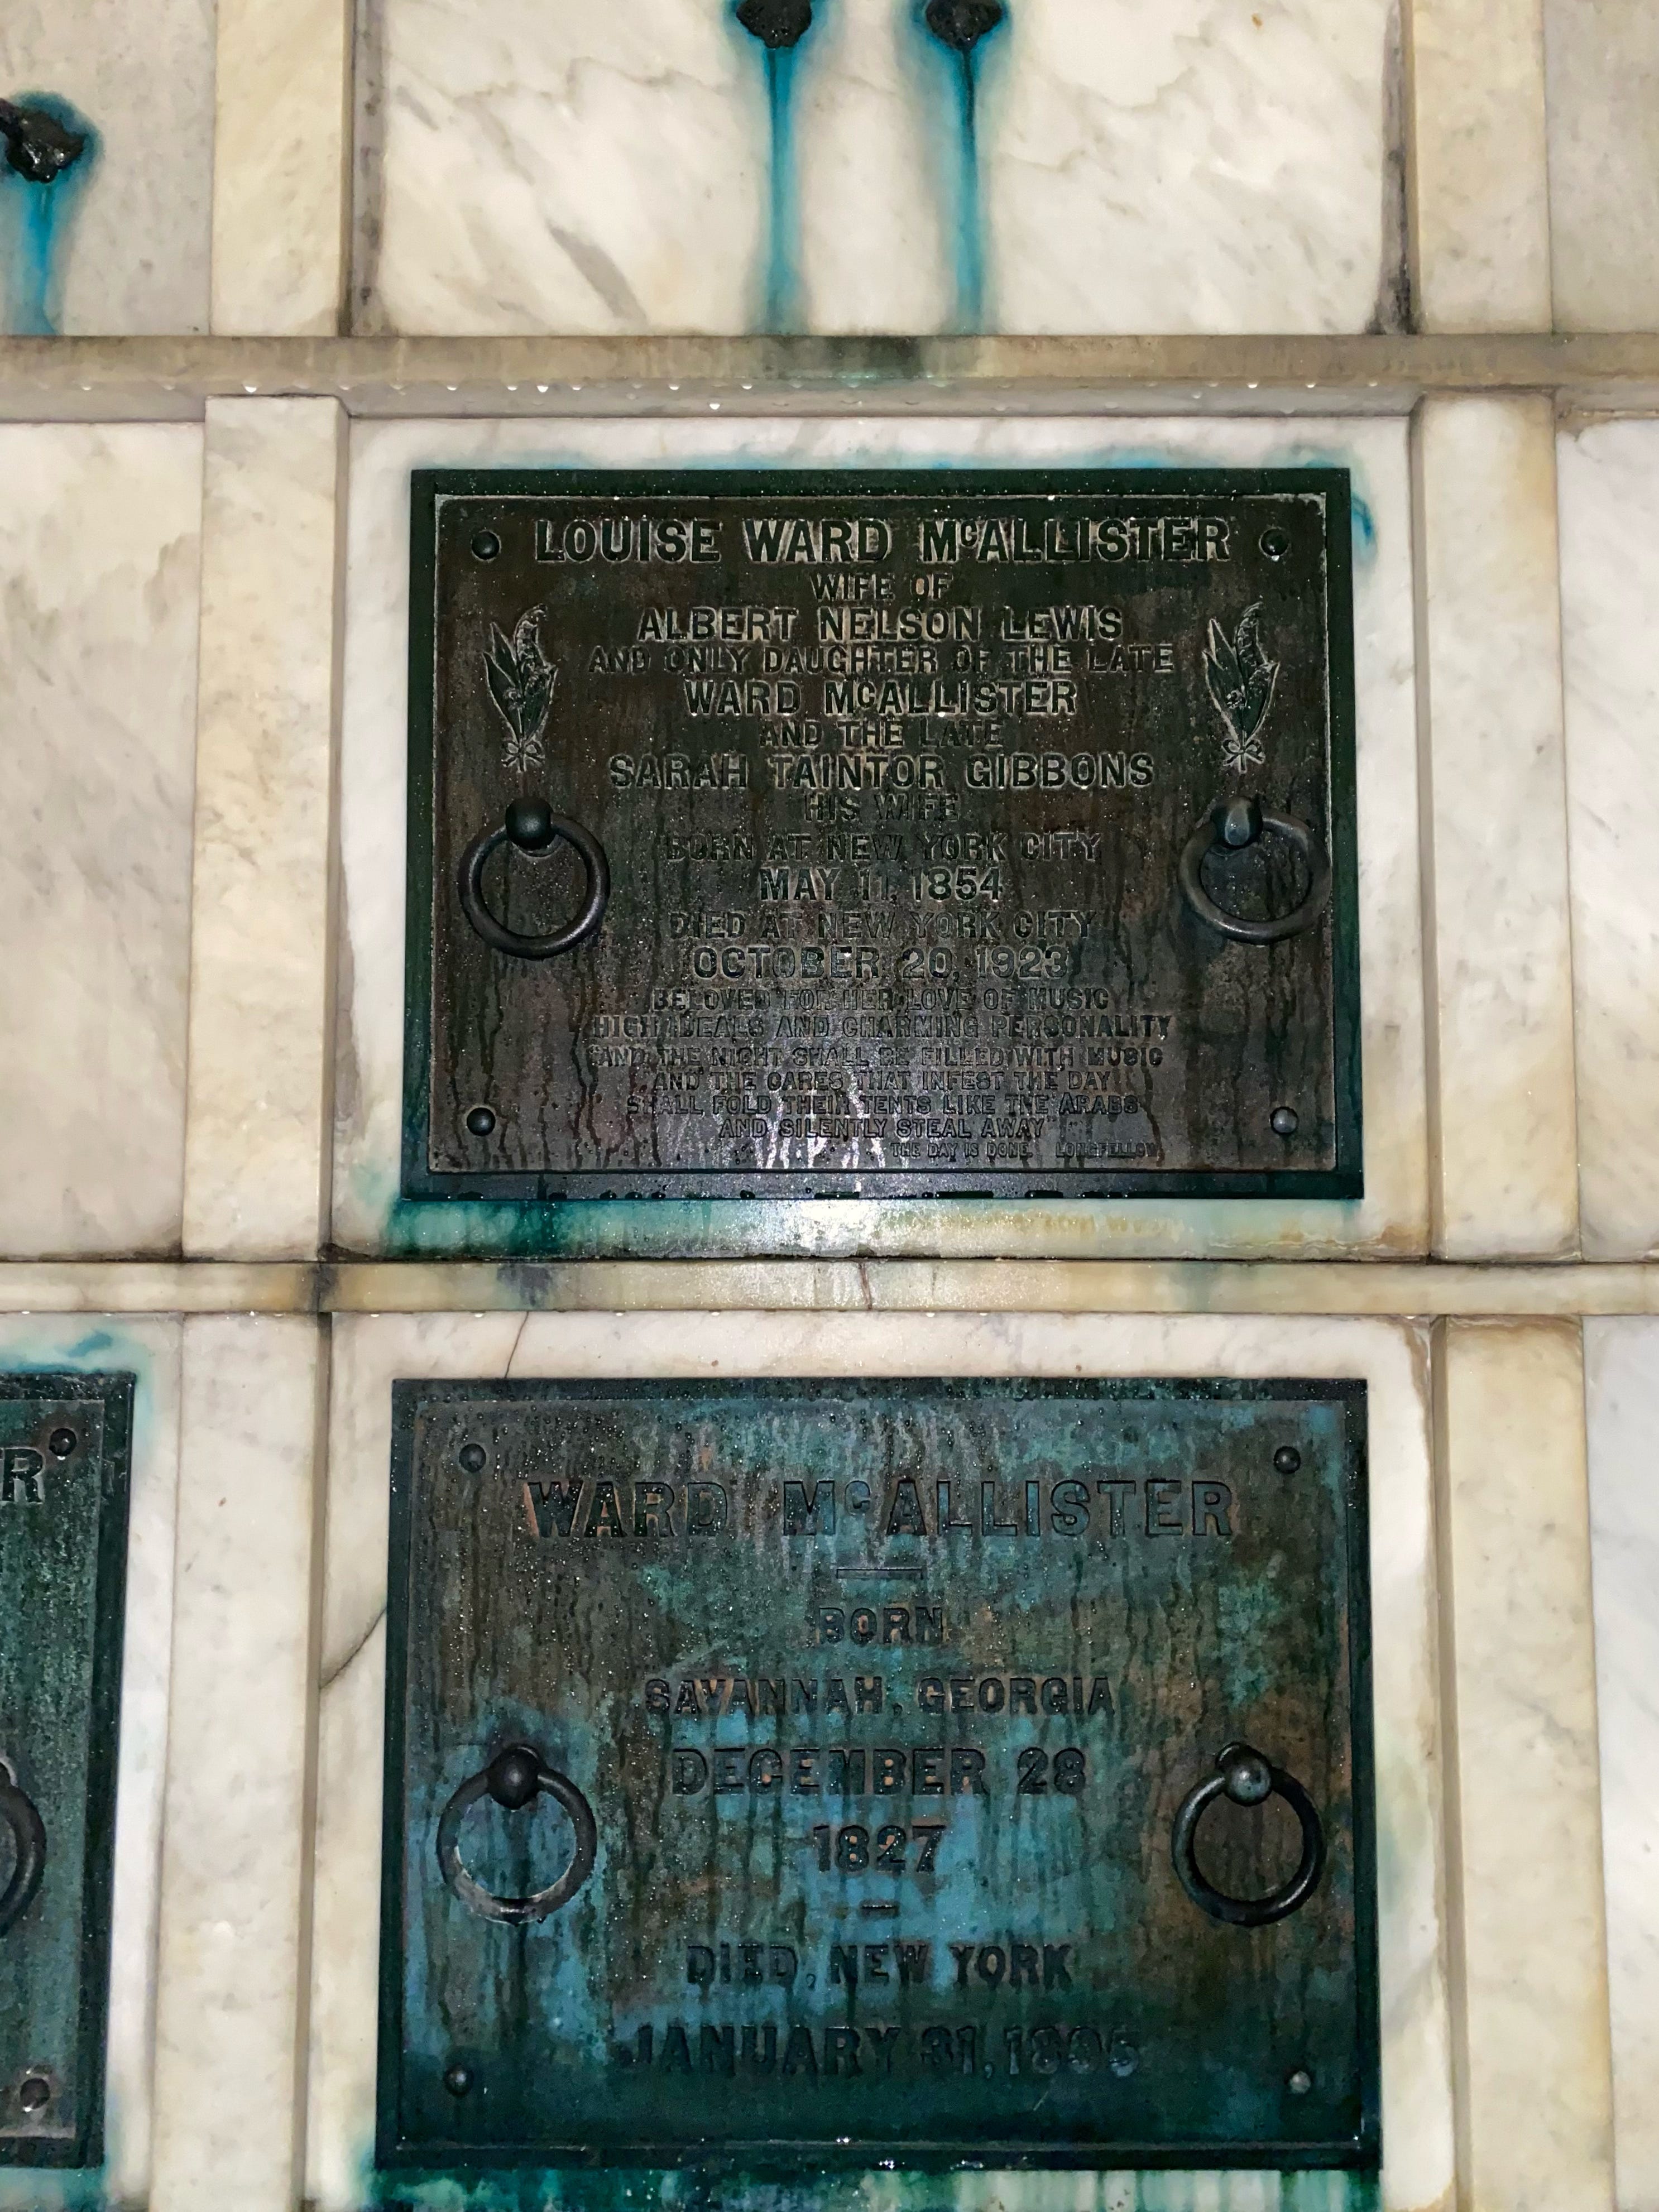 LOUISE WARD McALLISTER
WIFE OF
ALBERT NELSON LEWIS
AND ONLY DAUGHTER OF THE LATE
WARD McALLISTER
AND THE LATE
SARAH TAINTOR GIBBONS
HIS WIFE
BORN AT NEW YORK CITY
MAY 11, 1854
DIED AT NEW YORK CITY
OCTOBER 20, 1923
BELOVED FOR HER LOVE OF MUSIC
HIGH IDEALS AND CHARMING PERSONALITY
"AND THE NIGHT SHALL BE FILLED WITH MUSIC
AND THE CARES THAT INFEST THE DAY
SHALL FOLD THEIR TENTS LIKE THE ARABS
AND SILENTLY STEAL AWAY"
THE DAY IS DONE. LONGFELLOW
R
WARD McALLISTER
BORN
SAVANNAH, GEORGIA
DECEMBER 28
1827
DIED, NEW YORK
JANUARY 31, 1895